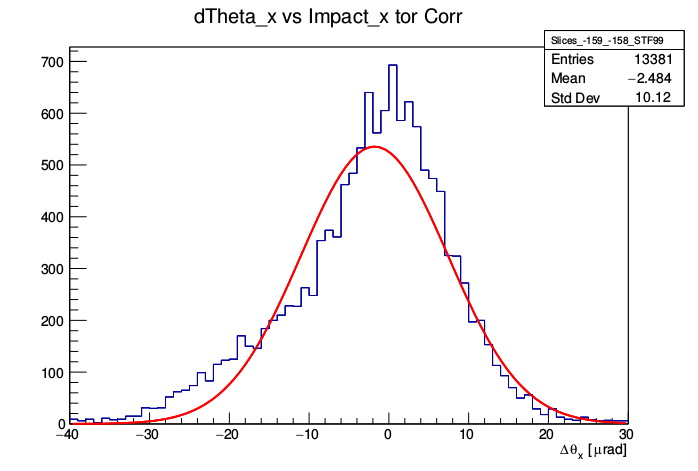 dTheta_x vs Impact_x tor Corr
Slices_-159_-158_STF99
Entries 13381
Mean −2.484
Std Dev 10.12
700
600
500
400
300
200
100
0
−40 −30 −20 −10 0 10 20 30
Δθx [μrad]